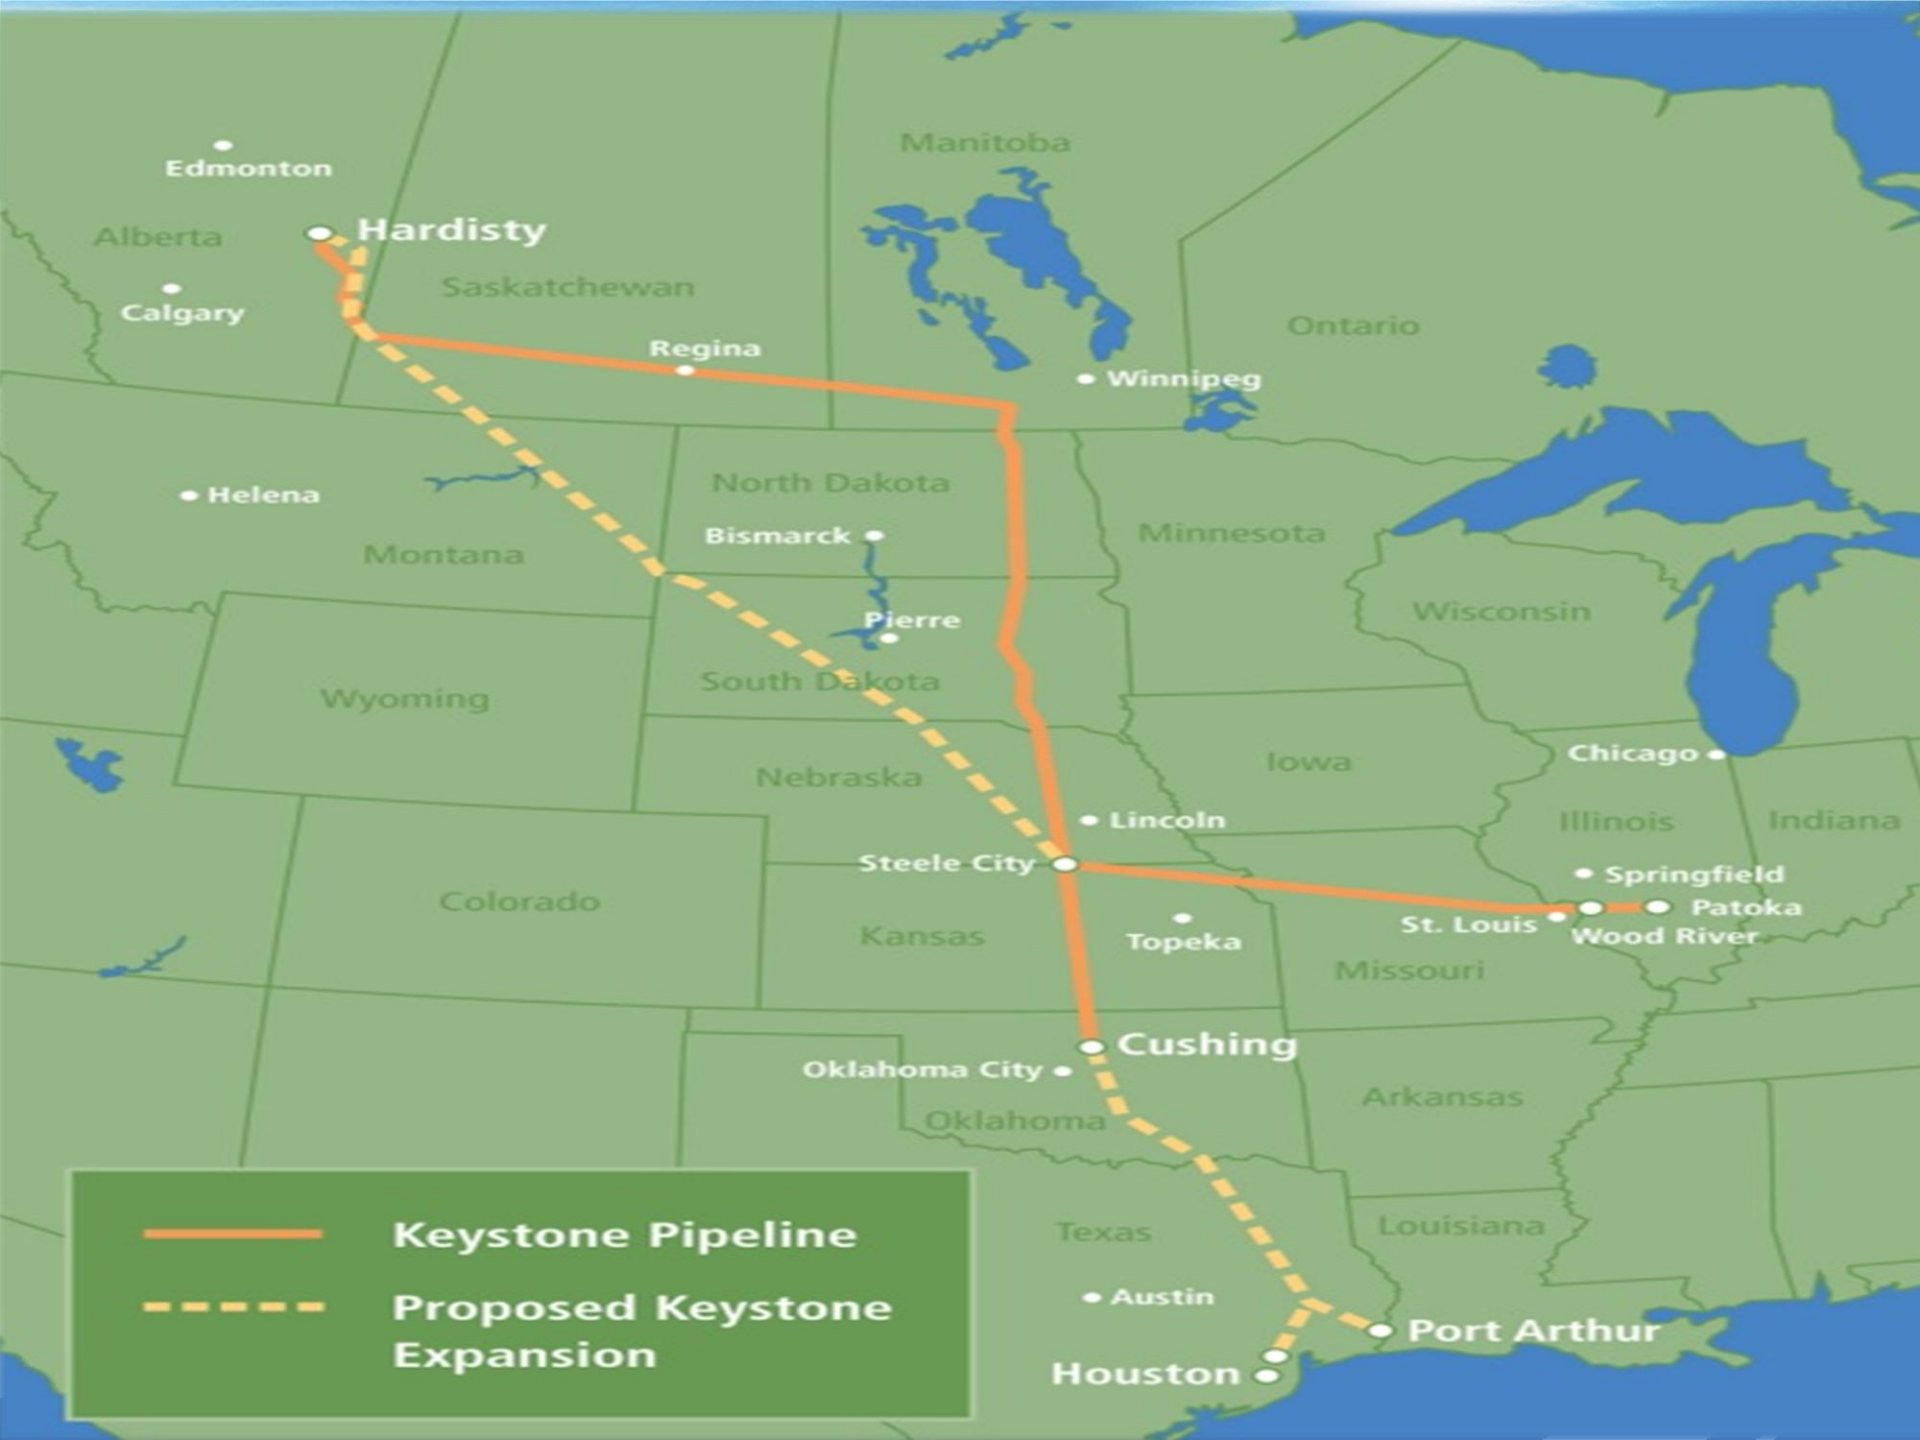 Manitoba
Edmonton
Alberta
Hardisty
Saskatchewan
Calgary
Ontario
Regina
Winnipeg
North Dakota
Helena
Bismarck
Minnesota
Montana
Pierre
Wisconsin
South Dakota
Wyoming
Chicago
Iowa
Nebraska
Lincoln
Illinois
Indiana
Steele City
Springfield
Colorado
Patoka
St. Louis
Wood River
Kansas
Topeka
Missouri
Cushing
Oklahoma City
Arkansas
Oklahoma
Texas
Louisiana
Keystone Pipeline
Austin
Proposed Keystone
Expansion
Port Arthur
Houston